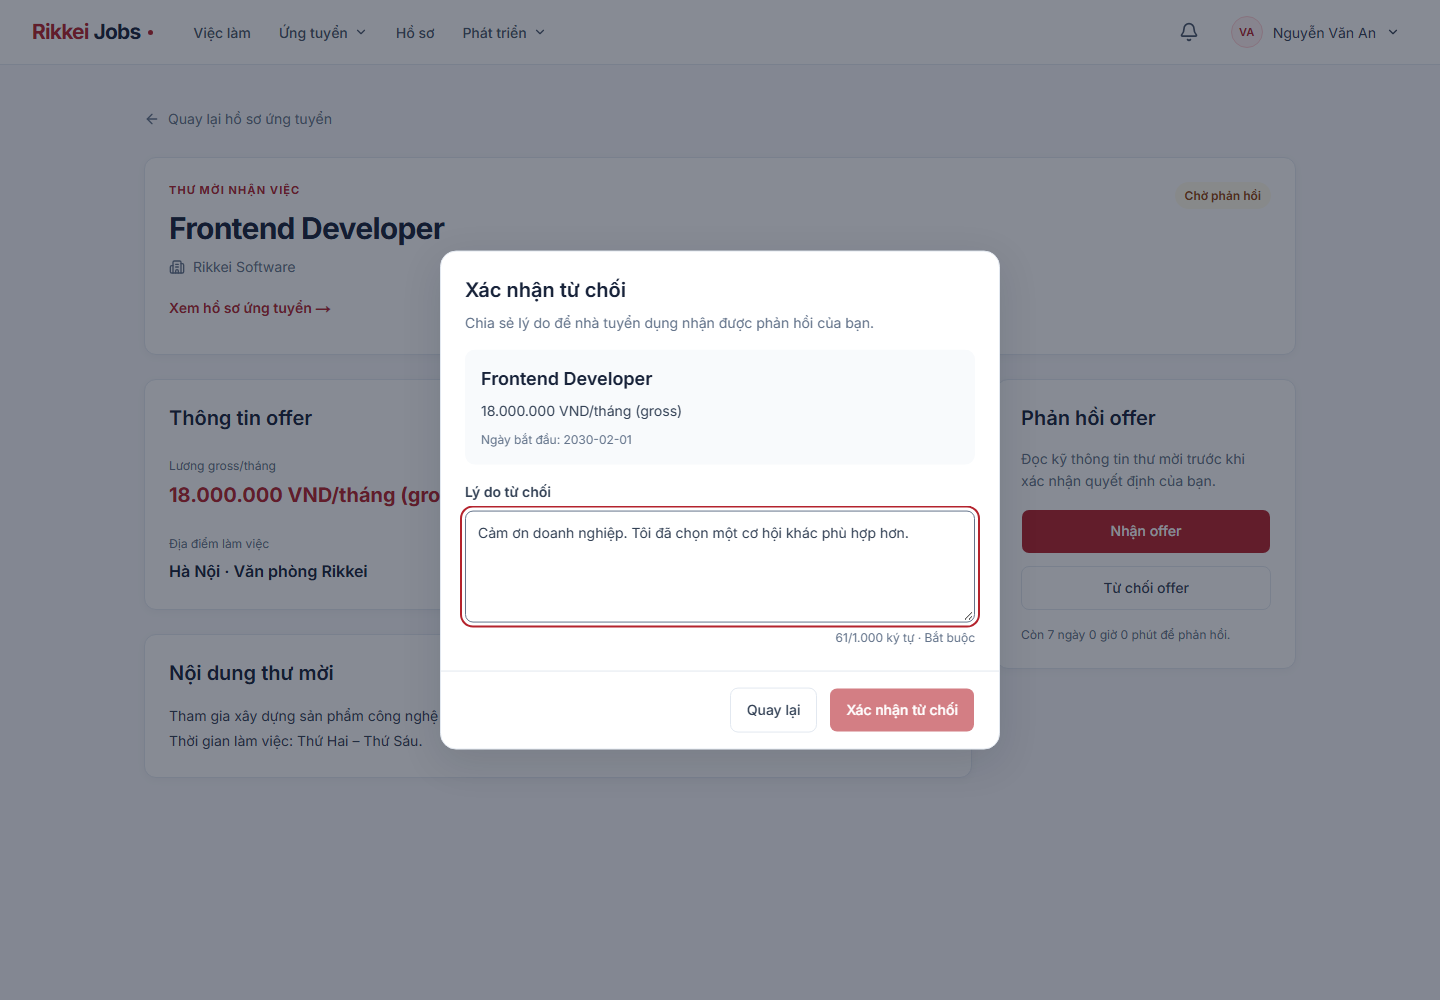 Rikkei Jobs
Việc làm
Ứng tuyển
Hồ sơ
Phát triển
VA
Nguyễn Văn An
Quay lại hồ sơ ứng tuyển
THƯ MỜI NHẬN VIỆC
Chờ phản hồi
Frontend Developer
Rikkei Software
Xem hồ sơ ứng tuyển →
Thông tin offer
Lương gross/tháng
18.000.000 VND/tháng (gro
Địa điểm làm việc
Hà Nội · Văn phòng Rikkei
Nội dung thư mời
Tham gia xây dựng sản phẩm công nghệ
Thời gian làm việc: Thứ Hai – Thứ Sáu.
Xác nhận từ chối
Chia sẻ lý do để nhà tuyển dụng nhận được phản hồi của bạn.
Frontend Developer
18.000.000 VND/tháng (gross)
Ngày bắt đầu: 2030-02-01
Lý do từ chối
Cảm ơn doanh nghiệp. Tôi đã chọn một cơ hội khác phù hợp hơn.
61/1.000 ký tự · Bắt buộc
Quay lại
Xác nhận từ chối
Phản hồi offer
Đọc kỹ thông tin thư mời trước khi
xác nhận quyết định của bạn.
Nhận offer
Từ chối offer
Còn 7 ngày 0 giờ 0 phút để phản hồi.